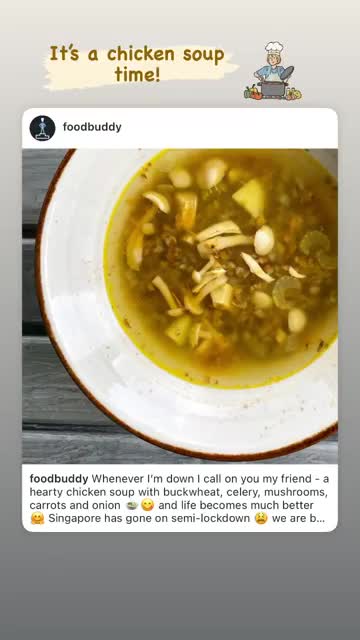 It's a chicken soup
time!
foodbuddy
foodbuddy Whenever I'm down I call on you my friend - a
hearty chicken soup with buckwheat, celery, mushrooms,
carrots and onion 🍲 😋 and life becomes much better
🤗 Singapore has gone on semi-lockdown 😫 we are b...